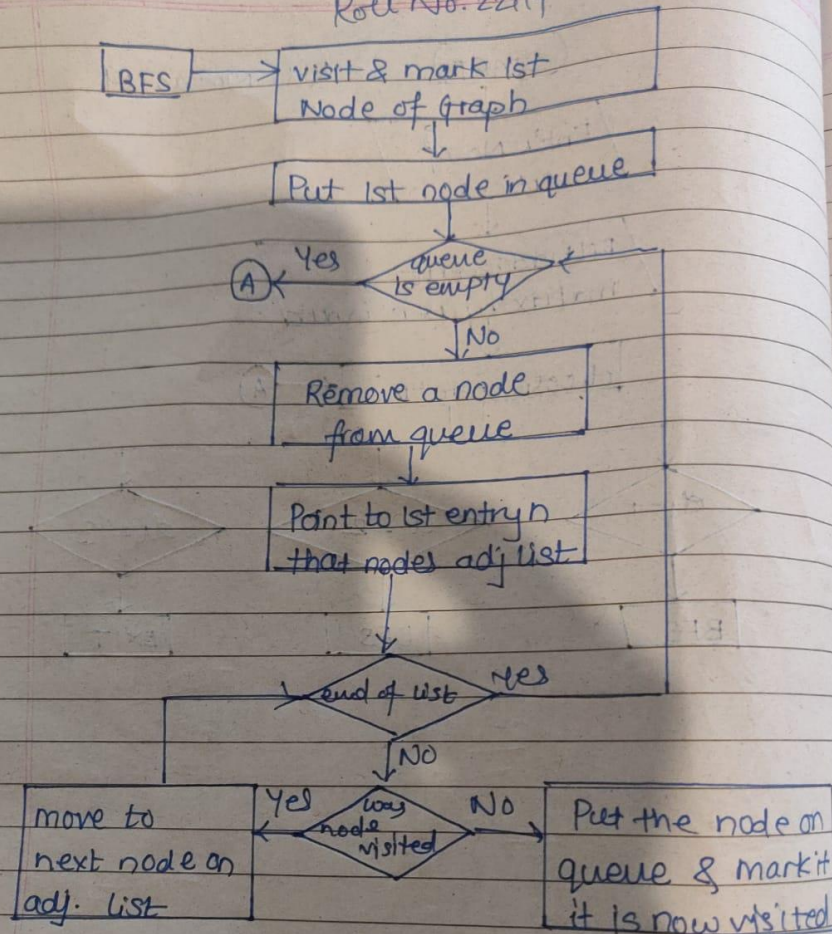 Roll No. 2211
BFS
visit & mark 1st
Node of Graph
Put 1st node in queue
Yes
queue
is empty
A
No
Remove a node
from queue
Point to 1st entry n
that nodes adj list
end of list
Yes
NO
Yes
was
node
visited
NO
move to
next node on
adj. list
Put the node on
queue & mark it
it is now visited